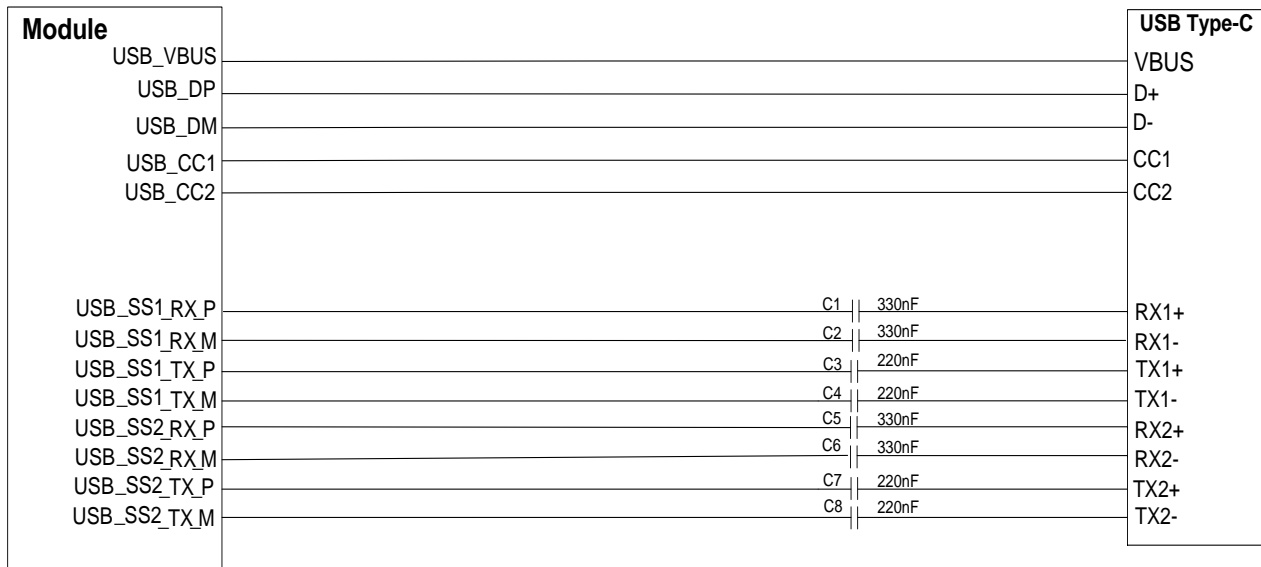 Module
USB Type-C
USB_VBUS
VBUS
USB_DP
D+
USB_DM
D-
USB_CC1
CC1
USB_CC2
CC2
USB_SS1_RX_P
C1
330nF
RX1+
USB_SS1_RX_M
C2
330nF
RX1-
USB_SS1_TX_P
C3
220nF
TX1+
USB_SS1_TX_M
C4
220nF
TX1-
USB_SS2_RX_P
C5
330nF
RX2+
USB_SS2_RX_M
C6
330nF
RX2-
USB_SS2_TX_P
C7
220nF
TX2+
USB_SS2_TX_M
C8
220nF
TX2-